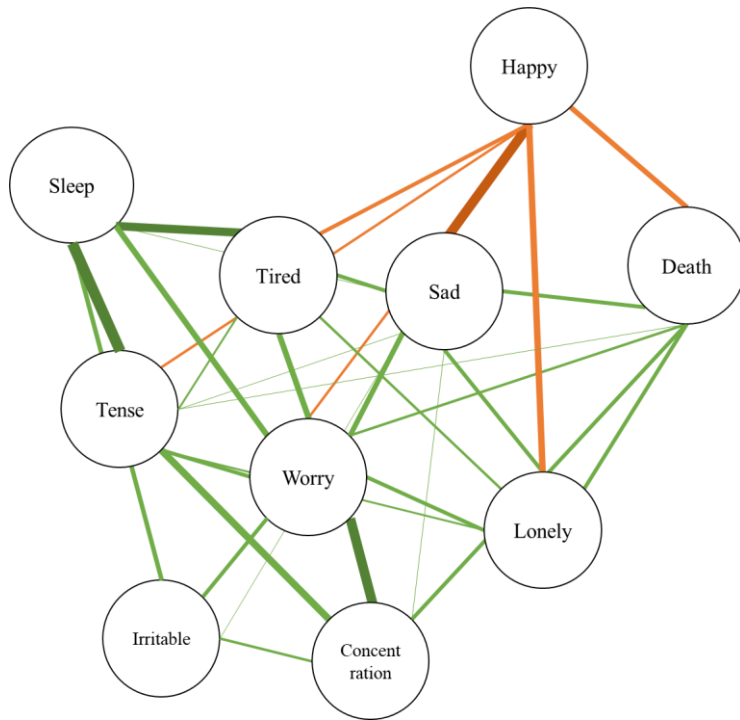 Happy
Sleep
Tired
Sad
Death
Tense
Worry
Lonely
Irritable
Concent
ration